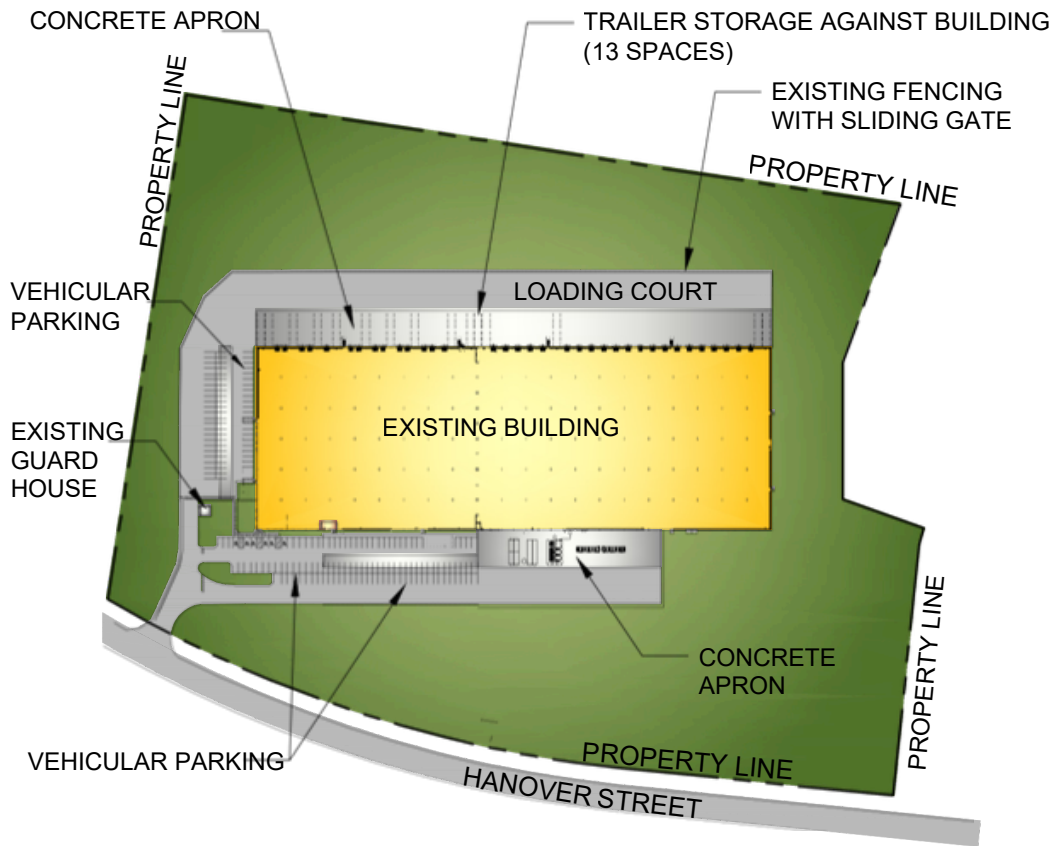 CONCRETE APRON
TRAILER STORAGE AGAINST BUILDING
(13 SPACES)
EXISTING FENCING
WITH SLIDING GATE
PROPERTY LINE
PROPERTY LINE
VEHICULAR
PARKING
LOADING COURT
EXISTING
GUARD
HOUSE
EXISTING BUILDING
CONCRETE
APRON
PROPERTY LINE
VEHICULAR PARKING
PROPERTY LINE
HANOVER STREET